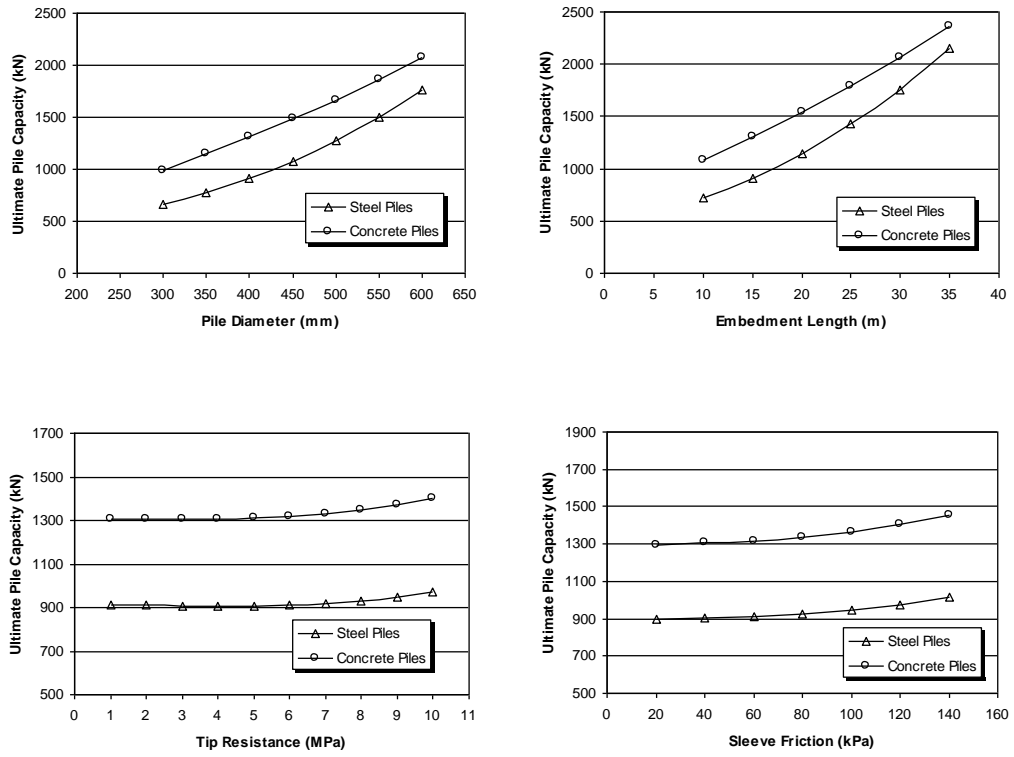 2500
2000
1500
1000
500
0
200 250 300 350 400 450 500 550 600 650
Ultimate Pile Capacity (kN)
Pile Diameter (mm)
Steel Piles
Concrete Piles
2500
2000
1500
1000
500
0
0 5 10 15 20 25 30 35 40
Ultimate Pile Capacity (kN)
Embedment Length (m)
Steel Piles
Concrete Piles
1700
1500
1300
1100
900
700
500
0 1 2 3 4 5 6 7 8 9 10 11
Ultimate Pile Capacity (kN)
Tip Resistance (MPa)
Steel Piles
Concrete Piles
1900
1700
1500
1300
1100
900
700
500
0 20 40 60 80 100 120 140 160
Ultimate Pile Capacity (kN)
Sleeve Friction (kPa)
Steel Piles
Concrete Piles